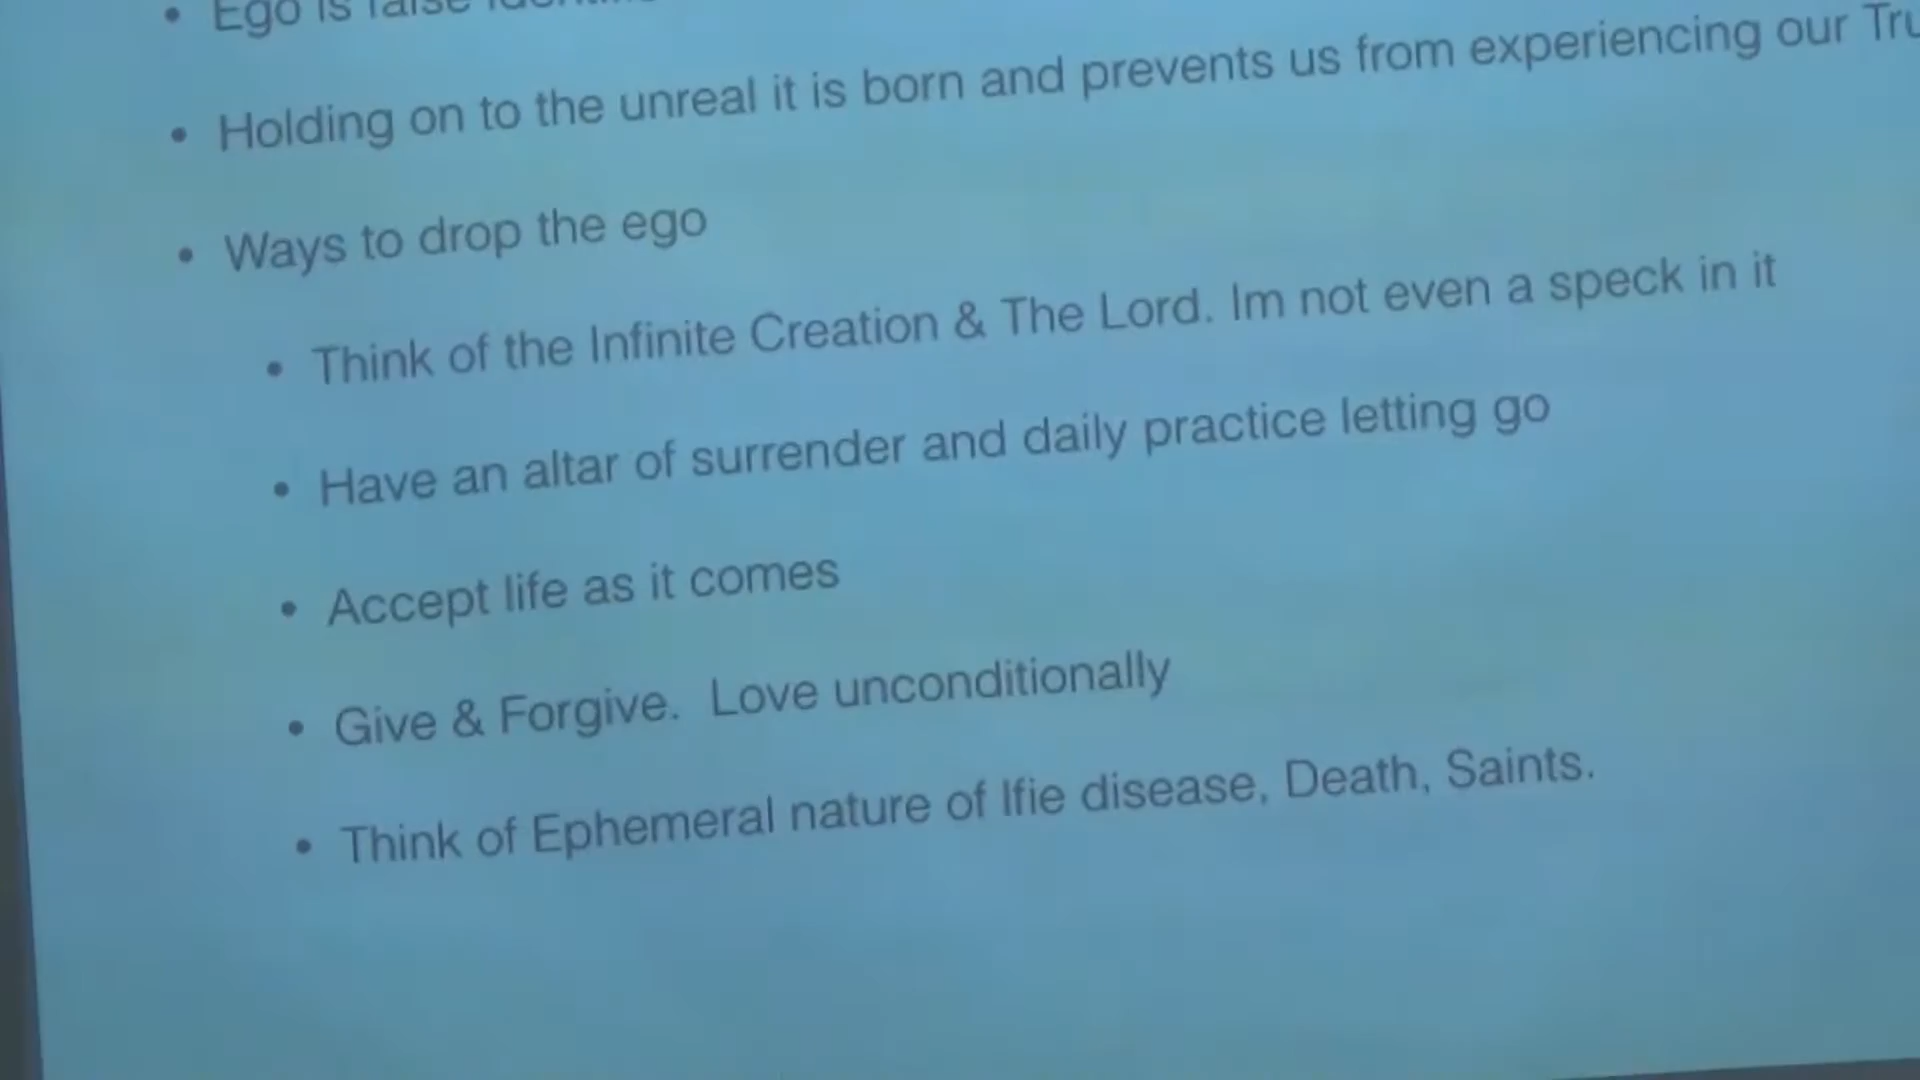 • Ego is false
• Holding on to the unreal it is born and prevents us from experiencing our
• Ways to drop the ego
• Think of the Infinite Creation & The Lord. Im not even a speck in it
• Have an altar of surrender and daily practice letting go
• Accept life as it comes
• Give & Forgive. Love unconditionally
• Think of Ephemeral nature of lfie disease, Death, Saints.